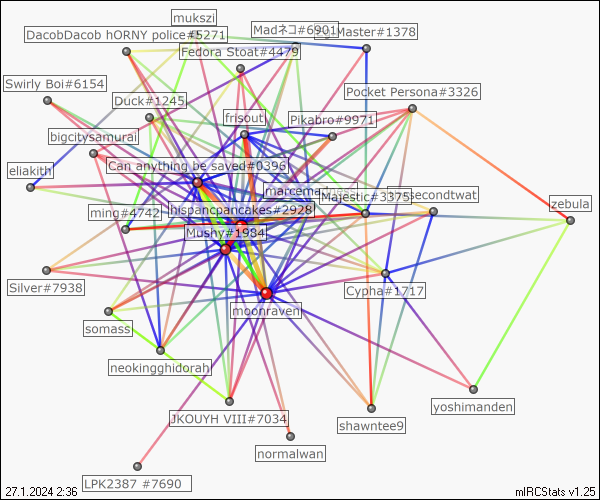 mukszi
Madネコ#6901
Master#1378
DacobDacob hORNY police#5271
Fedora Stoat#4479
Swirly Boi#6154
Pocket Persona#3326
Duck#1245
frisout
Pikabro#9971
bigcitysamurai
eliakith
Can anything be saved#0396
Majestic#3375
secondtwat
zebula
ming#4742
hispancpancakes#2928
Mushy#1984
Silver#7938
Cypha#1717
moonraven
somass
neokingghidorah
yoshimanden
JKOUYH VIII#7034
shawntee9
normalwan
LPK2387 #7690
27.1.2024 2:36
mIRCStats v1.25